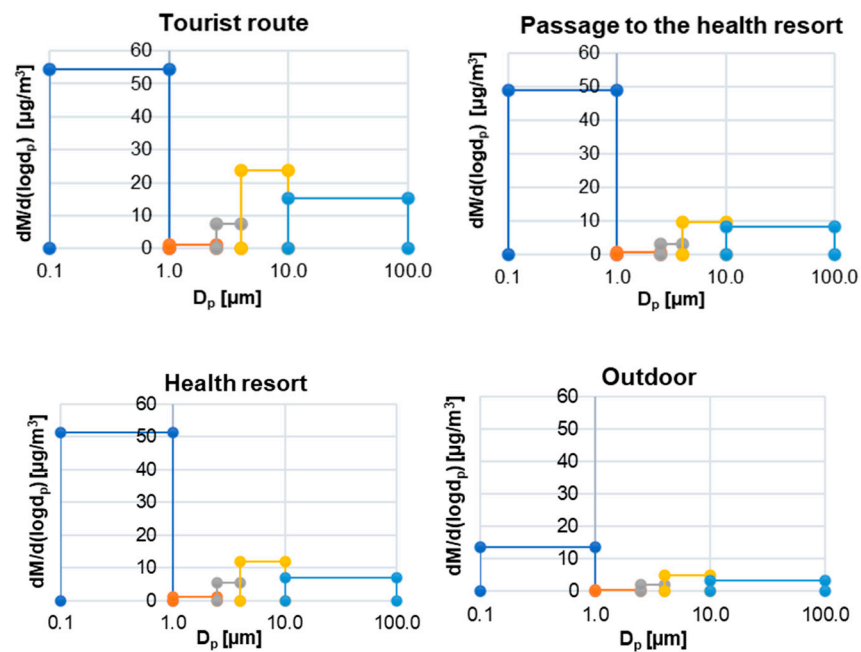 Tourist route
dM/d(logdₚ) [µg/m³]
60
50
40
30
20
10
0
0.1 1.0 10.0 100.0
Dₚ [µm]
Passage to the health resort
dM/d(logdₚ) [µg/m³]
60
50
40
30
20
10
0
0.1 1.0 10.0 100.0
Dₚ [µm]
Health resort
dM/d(logdₚ) [µg/m³]
60
50
40
30
20
10
0
0.1 1.0 10.0 100.0
Dₚ [µm]
Outdoor
dM/d(logdₚ) [µg/m³]
60
50
40
30
20
10
0
0.1 1.0 10.0 100.0
Dₚ [µm]